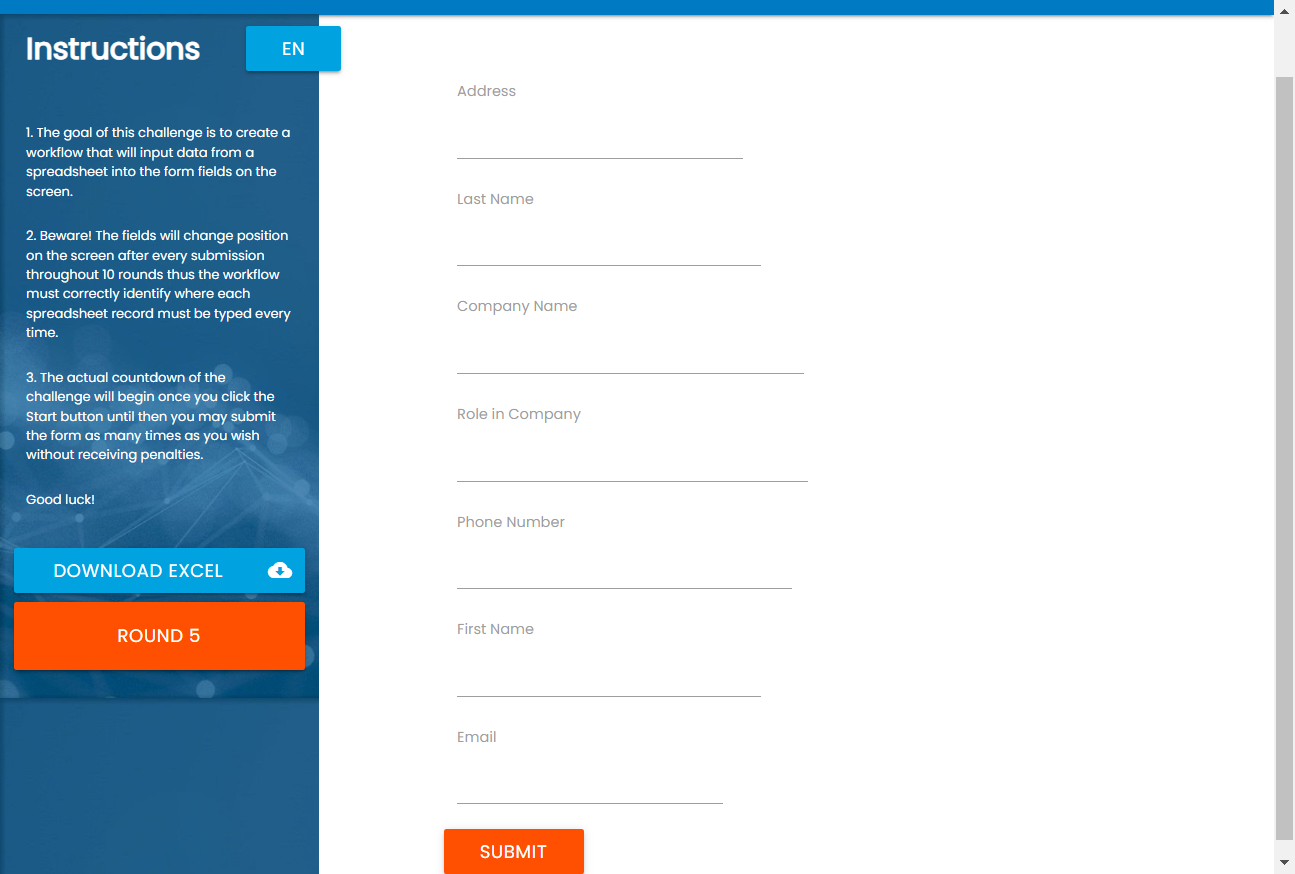 Instructions
EN
1. The goal of this challenge is to create a
workflow that will input data from a
spreadsheet into the form fields on the
screen.
2. Beware! The fields will change position
on the screen after every submission
throughout 10 rounds thus the workflow
must correctly identify where each
spreadsheet record must be typed every
time.
3. The actual countdown of the
challenge will begin once you click the
Start button until then you may submit
the form as many times as you wish
without receiving penalties.
Good luck!
DOWNLOAD EXCEL
ROUND 5
Address
Last Name
Company Name
Role in Company
Phone Number
First Name
Email
SUBMIT